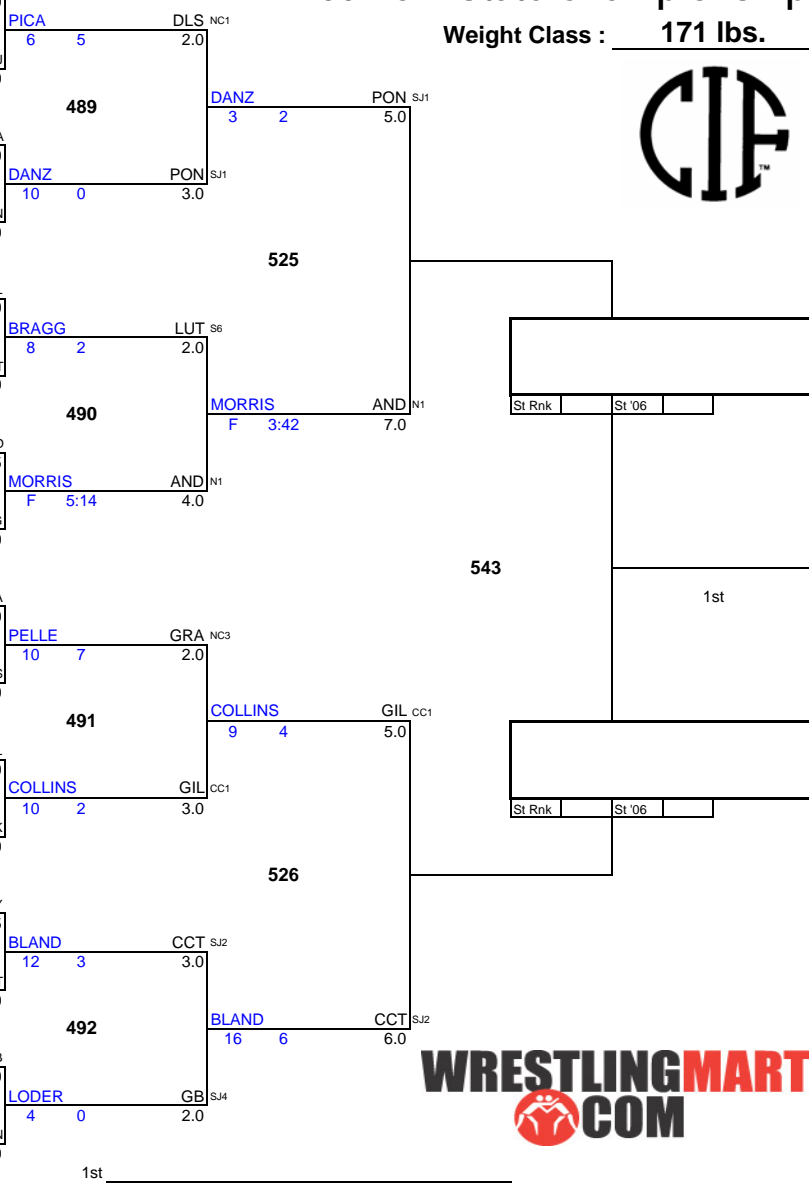 PICA DLS NC1
6 5 2.0
Weight Class : 171 lbs.
CIF
™
489
DANZ PON SJ1
3 2 5.0
DANZ PON SJ1
10 0 3.0
525
BRAGG LUT S6
8 2 2.0
490
MORRIS AND N1
F 3:42 7.0
St Rnk St '06
MORRIS AND N1
F 5:14 4.0
543
1st
PELLE GRA NC3
10 7 2.0
491
COLLINS GIL CC1
9 4 5.0
COLLINS GIL CC1
10 2 3.0
St Rnk St '06
526
BLAND CCT SJ2
12 3 3.0
492
BLAND CCT SJ2
16 6 6.0
WRESTLINGMART
COM
LODER GB SJ4
4 0 2.0
1st